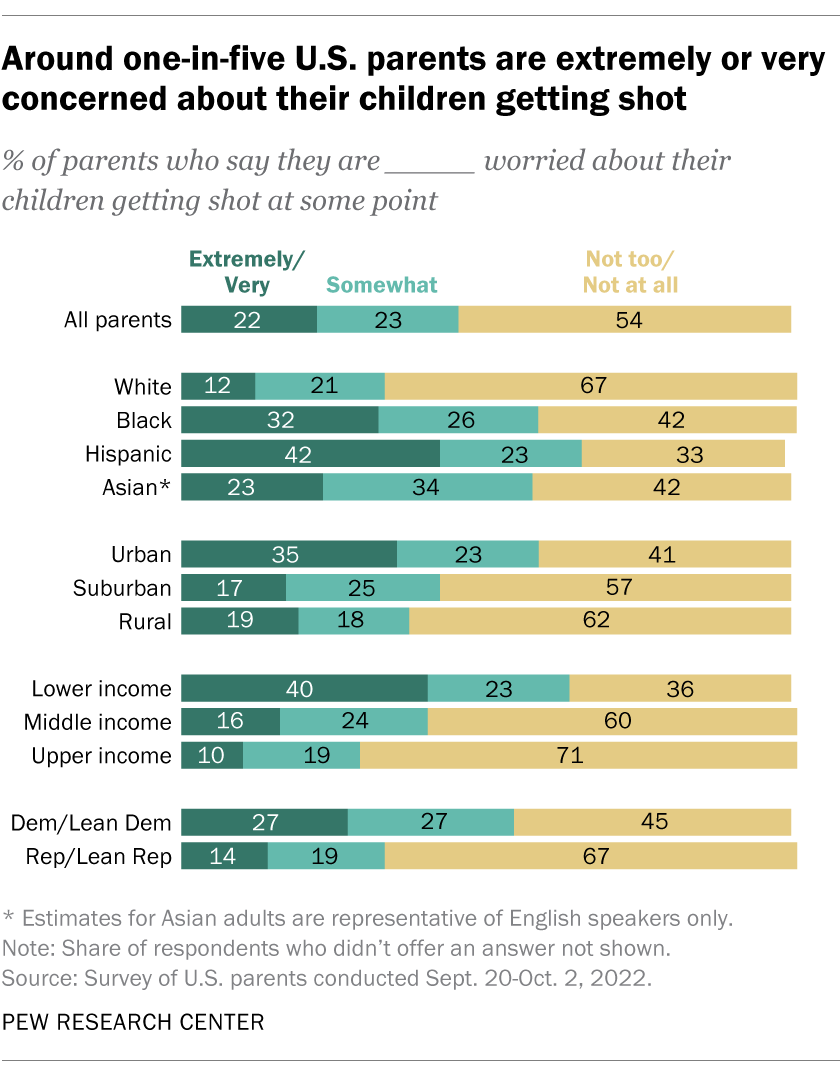 Around one-in-five U.S. parents are extremely or very
concerned about their children getting shot
% of parents who say they are _____ worried about their
children getting shot at some point
Extremely/ Very Somewhat Not too/ Not at all
All parents 22 23 54
White 12 21 67
Black 32 26 42
Hispanic 42 23 33
Asian* 23 34 42
Urban 35 23 41
Suburban 17 25 57
Rural 19 18 62
Lower income 40 23 36
Middle income 16 24 60
Upper income 10 19 71
Dem/Lean Dem 27 27 45
Rep/Lean Rep 14 19 67
* Estimates for Asian adults are representative of English speakers only.
Note: Share of respondents who didn’t offer an answer not shown.
Source: Survey of U.S. parents conducted Sept. 20-Oct. 2, 2022.
PEW RESEARCH CENTER